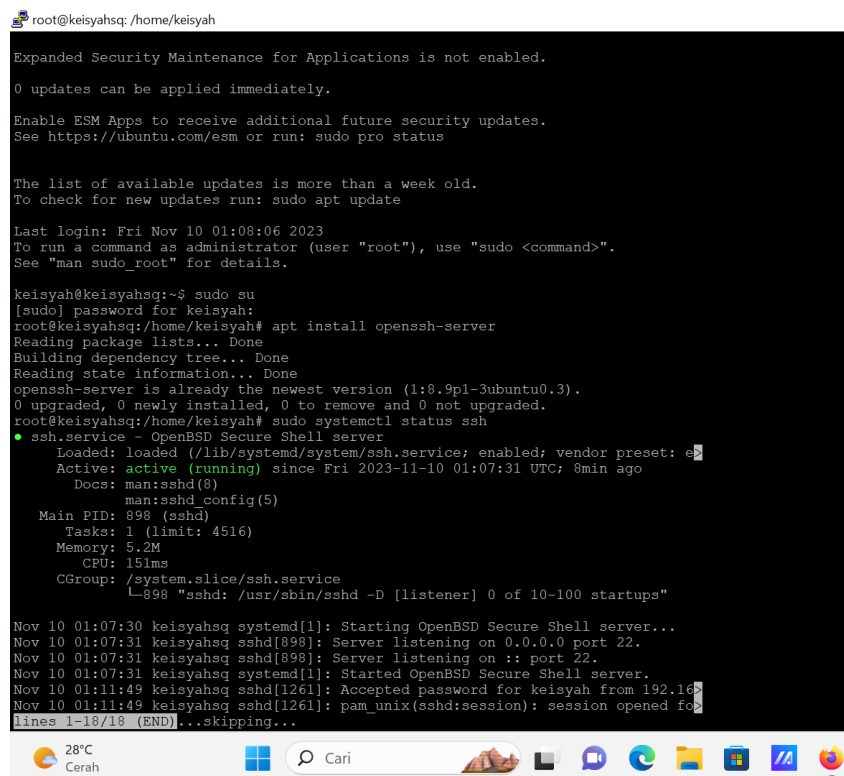 root@keisyahsq: /home/keisyah
Expanded Security Maintenance for Applications is not enabled.
0 updates can be applied immediately.
Enable ESM Apps to receive additional future security updates.
See https://ubuntu.com/esm or run: sudo pro status
The list of available updates is more than a week old.
To check for new updates run: sudo apt update
Last login: Fri Nov 10 01:08:06 2023
To run a command as administrator (user "root"), use "sudo <command>".
See "man sudo_root" for details.
keisyah@keisyahsq:~$ sudo su
[sudo] password for keisyah:
root@keisyahsq:/home/keisyah# apt install openssh-server
Reading package lists... Done
Building dependency tree... Done
Reading state information... Done
openssh-server is already the newest version (1:8.9p1-3ubuntu0.3).
0 upgraded, 0 newly installed, 0 to remove and 0 not upgraded.
root@keisyahsq:/home/keisyah# sudo systemctl status ssh
● ssh.service - OpenBSD Secure Shell server
Loaded: loaded (/lib/systemd/system/ssh.service; enabled; vendor preset: e>
Active: active (running) since Fri 2023-11-10 01:07:31 UTC; 8min ago
Docs: man:sshd(8)
man:sshd_config(5)
Main PID: 898 (sshd)
Tasks: 1 (limit: 4516)
Memory: 5.2M
CPU: 151ms
CGroup: /system.slice/ssh.service
└─898 "sshd: /usr/sbin/sshd -D [listener] 0 of 10-100 startups"
Nov 10 01:07:30 keisyahsq systemd[1]: Starting OpenBSD Secure Shell server...
Nov 10 01:07:31 keisyahsq sshd[898]: Server listening on 0.0.0.0 port 22.
Nov 10 01:07:31 keisyahsq sshd[898]: Server listening on :: port 22.
Nov 10 01:07:31 keisyahsq systemd[1]: Started OpenBSD Secure Shell server.
Nov 10 01:11:49 keisyahsq sshd[1261]: Accepted password for keisyah from 192.16>
Nov 10 01:11:49 keisyahsq sshd[1261]: pam_unix(sshd:session): session opened fo>
lines 1-18/18 (END)...skipping...
28°C
Cerah
Cari